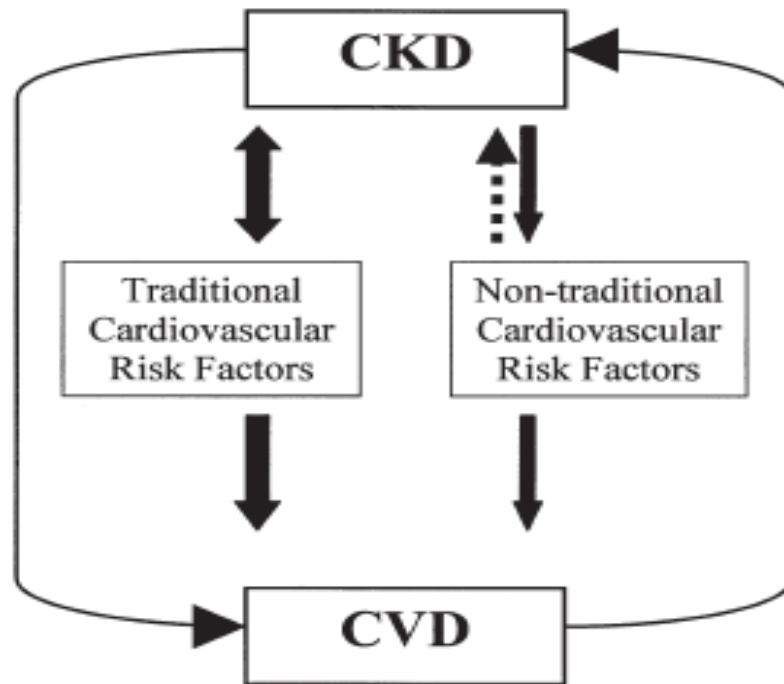 CKD
Traditional
Cardiovascular
Risk Factors
Non-traditional
Cardiovascular
Risk Factors
CVD